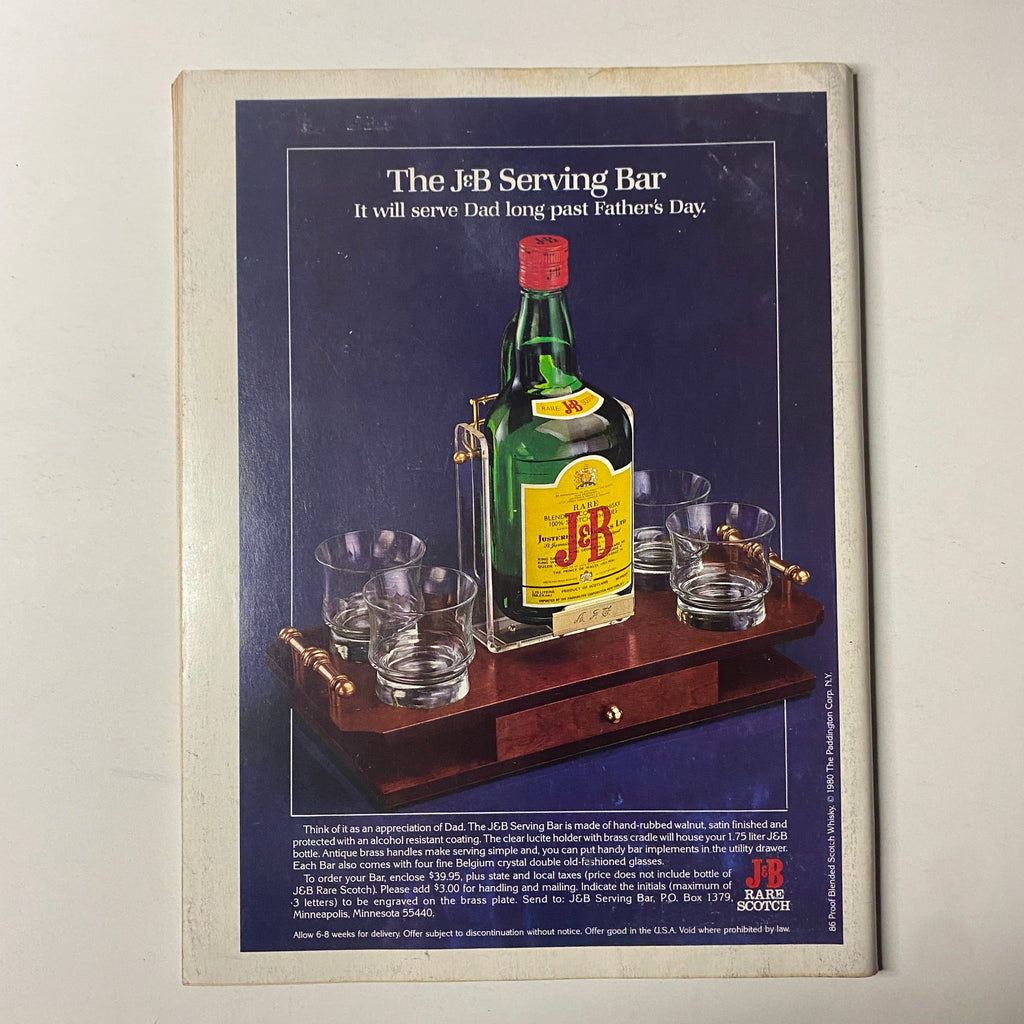 The J&B Serving Bar
It will serve Dad long past Father's Day.
J&B
RARE J&B
RARE
100%
J&B
PRODUCT OF SCOTLAND
Think of it as an appreciation of Dad. The J&B Serving Bar is made of hand-rubbed walnut, satin finished and
protected with an alcohol resistant coating. The clear lucite holder with brass cradle will house your 1.75 liter J&B
bottle. Antique brass handles make serving simple and, you can put handy bar implements in the utility drawer.
Each Bar also comes with four fine Belgium crystal double old-fashioned glasses.
To order your Bar, enclose $39.95, plus state and local taxes (price does not include bottle of
J&B Rare Scotch). Please add $3.00 for handling and mailing. Indicate the initials (maximum of
3 letters) to be engraved on the brass plate. Send to: J&B Serving Bar, P.O. Box 1379,
Minneapolis, Minnesota 55440.
J&B
RARE
SCOTCH
Allow 6-8 weeks for delivery. Offer subject to discontinuation without notice. Offer good in the U.S.A. Void where prohibited by law.
86 Proof Blended Scotch Whisky. © 1980 The Paddington Corp. N.Y.